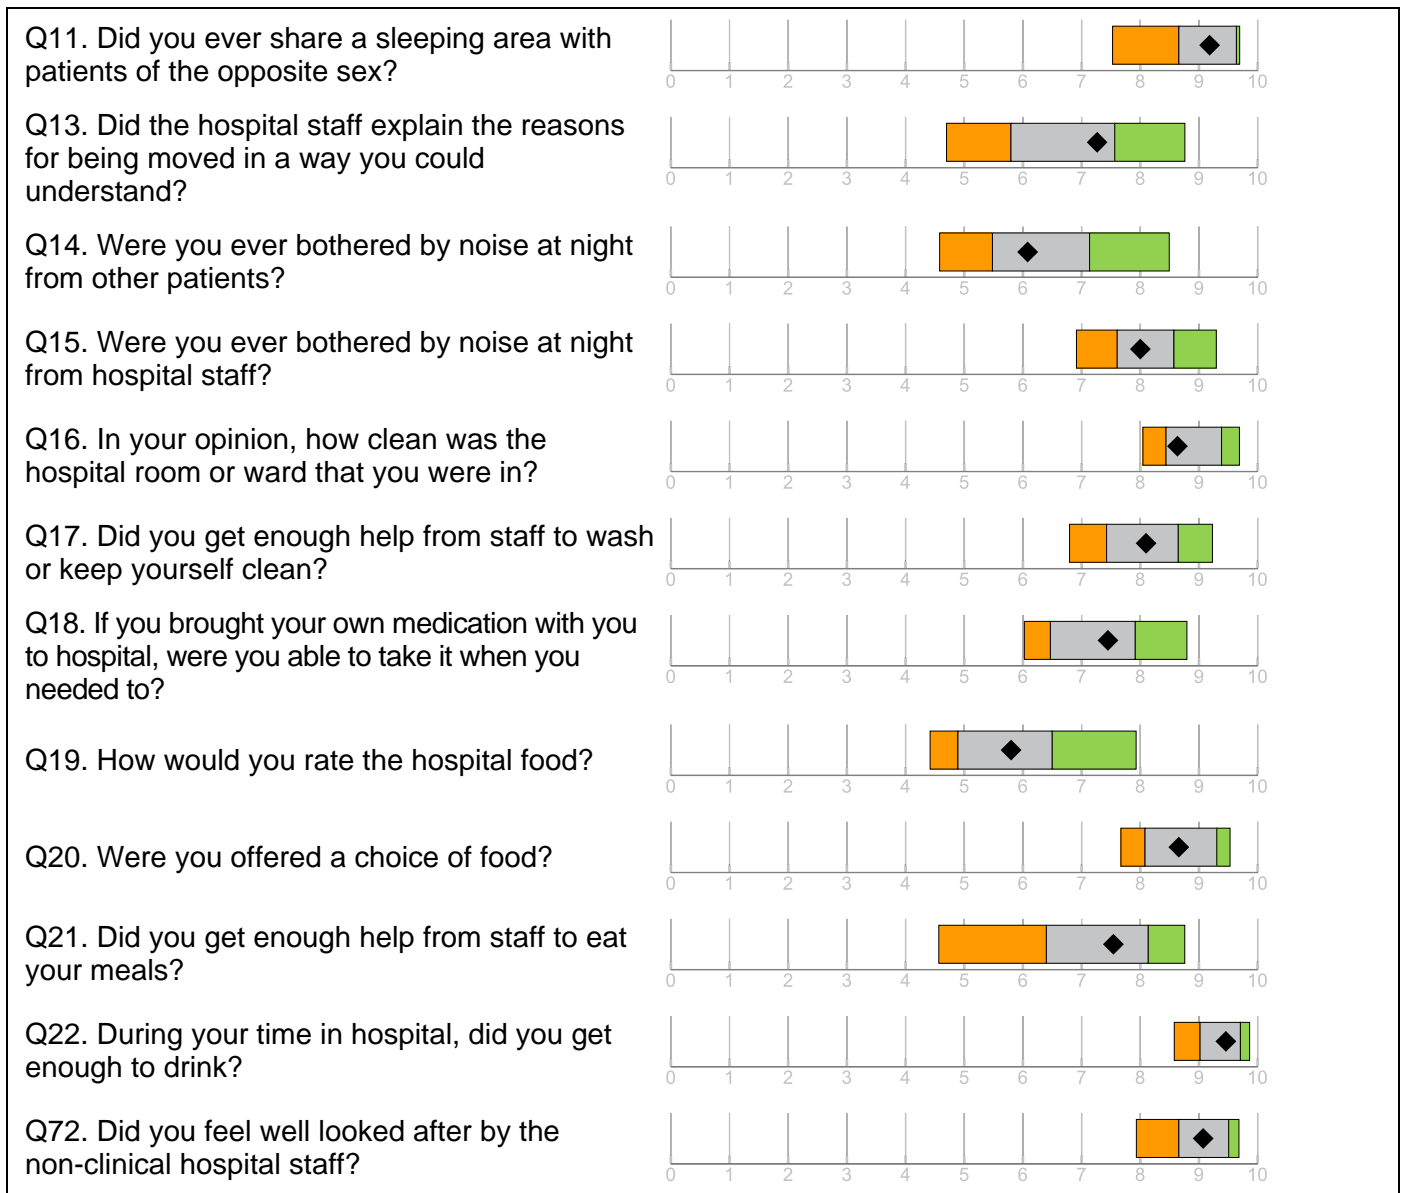 Q11. Did you ever share a sleeping area with
patients of the opposite sex?
0 1 2 3 4 5 6 7 8 9 10
Q13. Did the hospital staff explain the reasons
for being moved in a way you could
understand?
0 1 2 3 4 5 6 7 8 9 10
Q14. Were you ever bothered by noise at night
from other patients?
0 1 2 3 4 5 6 7 8 9 10
Q15. Were you ever bothered by noise at night
from hospital staff?
0 1 2 3 4 5 6 7 8 9 10
Q16. In your opinion, how clean was the
hospital room or ward that you were in?
0 1 2 3 4 5 6 7 8 9 10
Q17. Did you get enough help from staff to wash
or keep yourself clean?
0 1 2 3 4 5 6 7 8 9 10
Q18. If you brought your own medication with you
to hospital, were you able to take it when you
needed to?
0 1 2 3 4 5 6 7 8 9 10
Q19. How would you rate the hospital food?
0 1 2 3 4 5 6 7 8 9 10
Q20. Were you offered a choice of food?
0 1 2 3 4 5 6 7 8 9 10
Q21. Did you get enough help from staff to eat
your meals?
0 1 2 3 4 5 6 7 8 9 10
Q22. During your time in hospital, did you get
enough to drink?
0 1 2 3 4 5 6 7 8 9 10
Q72. Did you feel well looked after by the
non-clinical hospital staff?
0 1 2 3 4 5 6 7 8 9 10